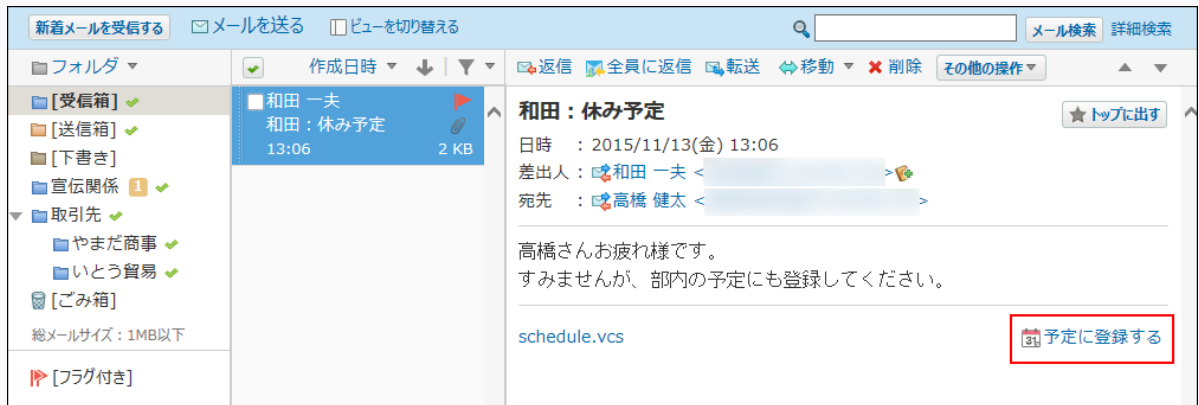 新着メールを受信する メールを送る ビューを切り替える メール検索 詳細検索
フォルダ
[受信箱]
[送信箱]
[下書き]
宣伝関係 1
取引先
やまだ商事
いとう貿易
[ごみ箱]
総メールサイズ：1MB以下
[フラグ付き]
作成日時
和田 一夫
和田：休み予定
13:06 2 KB
返信 全員に返信 転送 移動 削除 その他の操作
和田：休み予定
トップに出す
日時 ：2015/11/13(金) 13:06
差出人：和田 一夫 < >
宛先 ：高橋 健太 < >
高橋さんお疲れ様です。
すみませんが、部内の予定にも登録してください。
schedule.vcs
31 予定に登録する